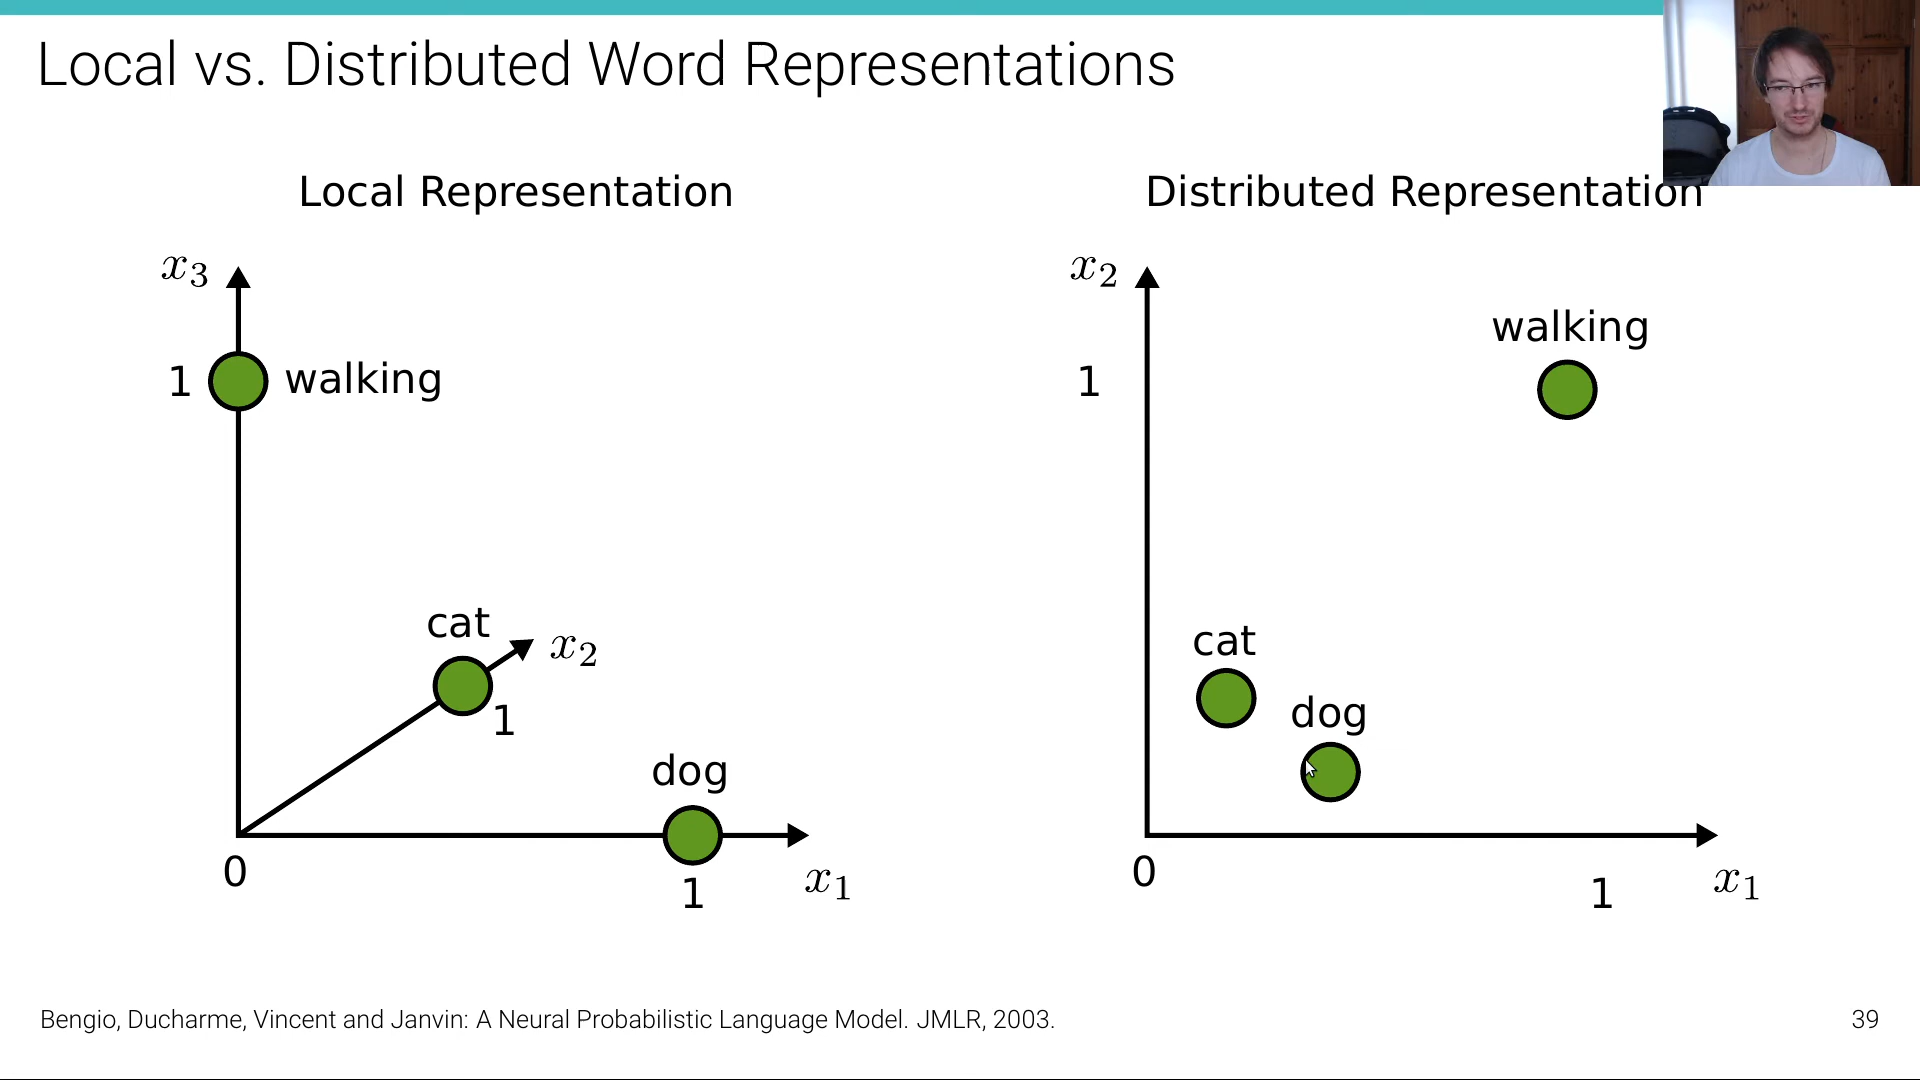 Local vs. Distributed Word Representations
Local Representation
x3
1
walking
cat
x2
1
dog
0
1
x1
Distributed Representation
x2
1
walking
cat
dog
0
1
x1
Bengio, Ducharme, Vincent and Janvin: A Neural Probabilistic Language Model. JMLR, 2003.
39